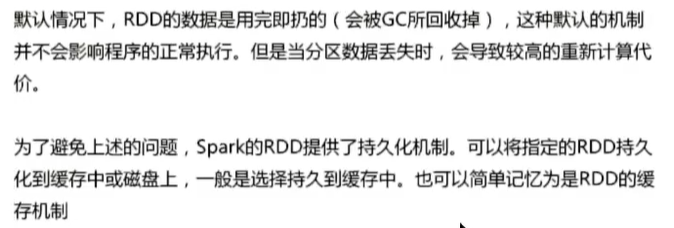 默认情况下，RDD的数据是用完即扔的（会被GC所回收掉），这种默认的机制
并不会影响程序的正常执行。但是当分区数据丢失时，会导致较高的重新计算代
价。
为了避免上述的问题，Spark的RDD提供了持久化机制。可以将指定的RDD持久
化到缓存中或磁盘上，一般是选择持久到缓存中。也可以简单记忆为是RDD的缓
存机制